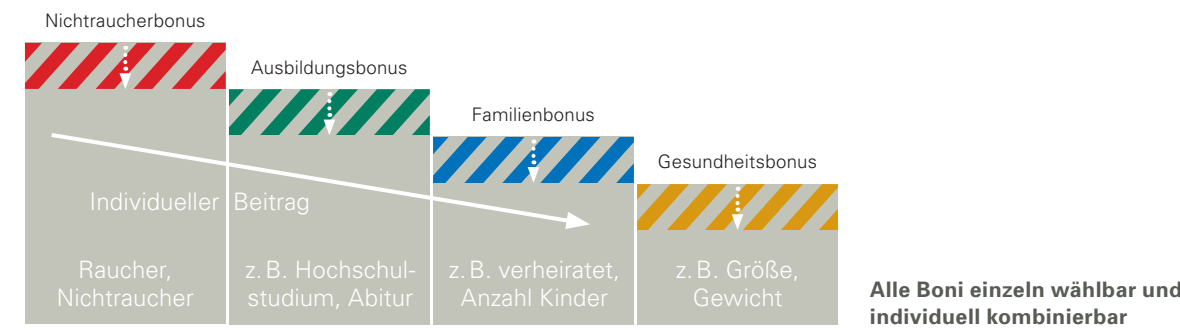 Nichtraucherbonus
Ausbildungsbonus
Familienbonus
Gesundheitsbonus
Individueller Beitrag
Raucher,
Nichtraucher
z. B. Hochschul-
studium, Abitur
z. B. verheiratet,
Anzahl Kinder
z. B. Größe,
Gewicht
Alle Boni einzeln wählbar und
individuell kombinierbar